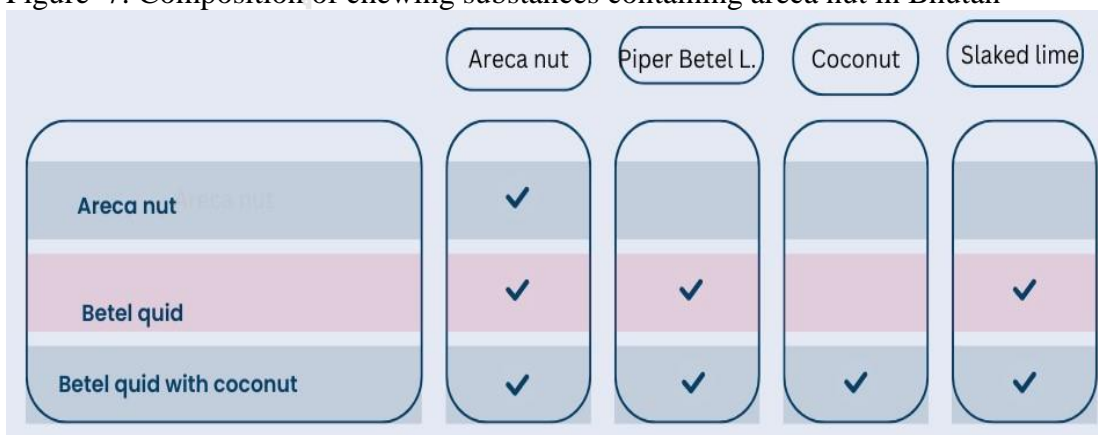 Figure 7: Composition of chewing substances containing areca nut in Bhutan
Areca nut Piper Betel L. Coconut Slaked lime
Areca nut
Betel quid
Betel quid with coconut